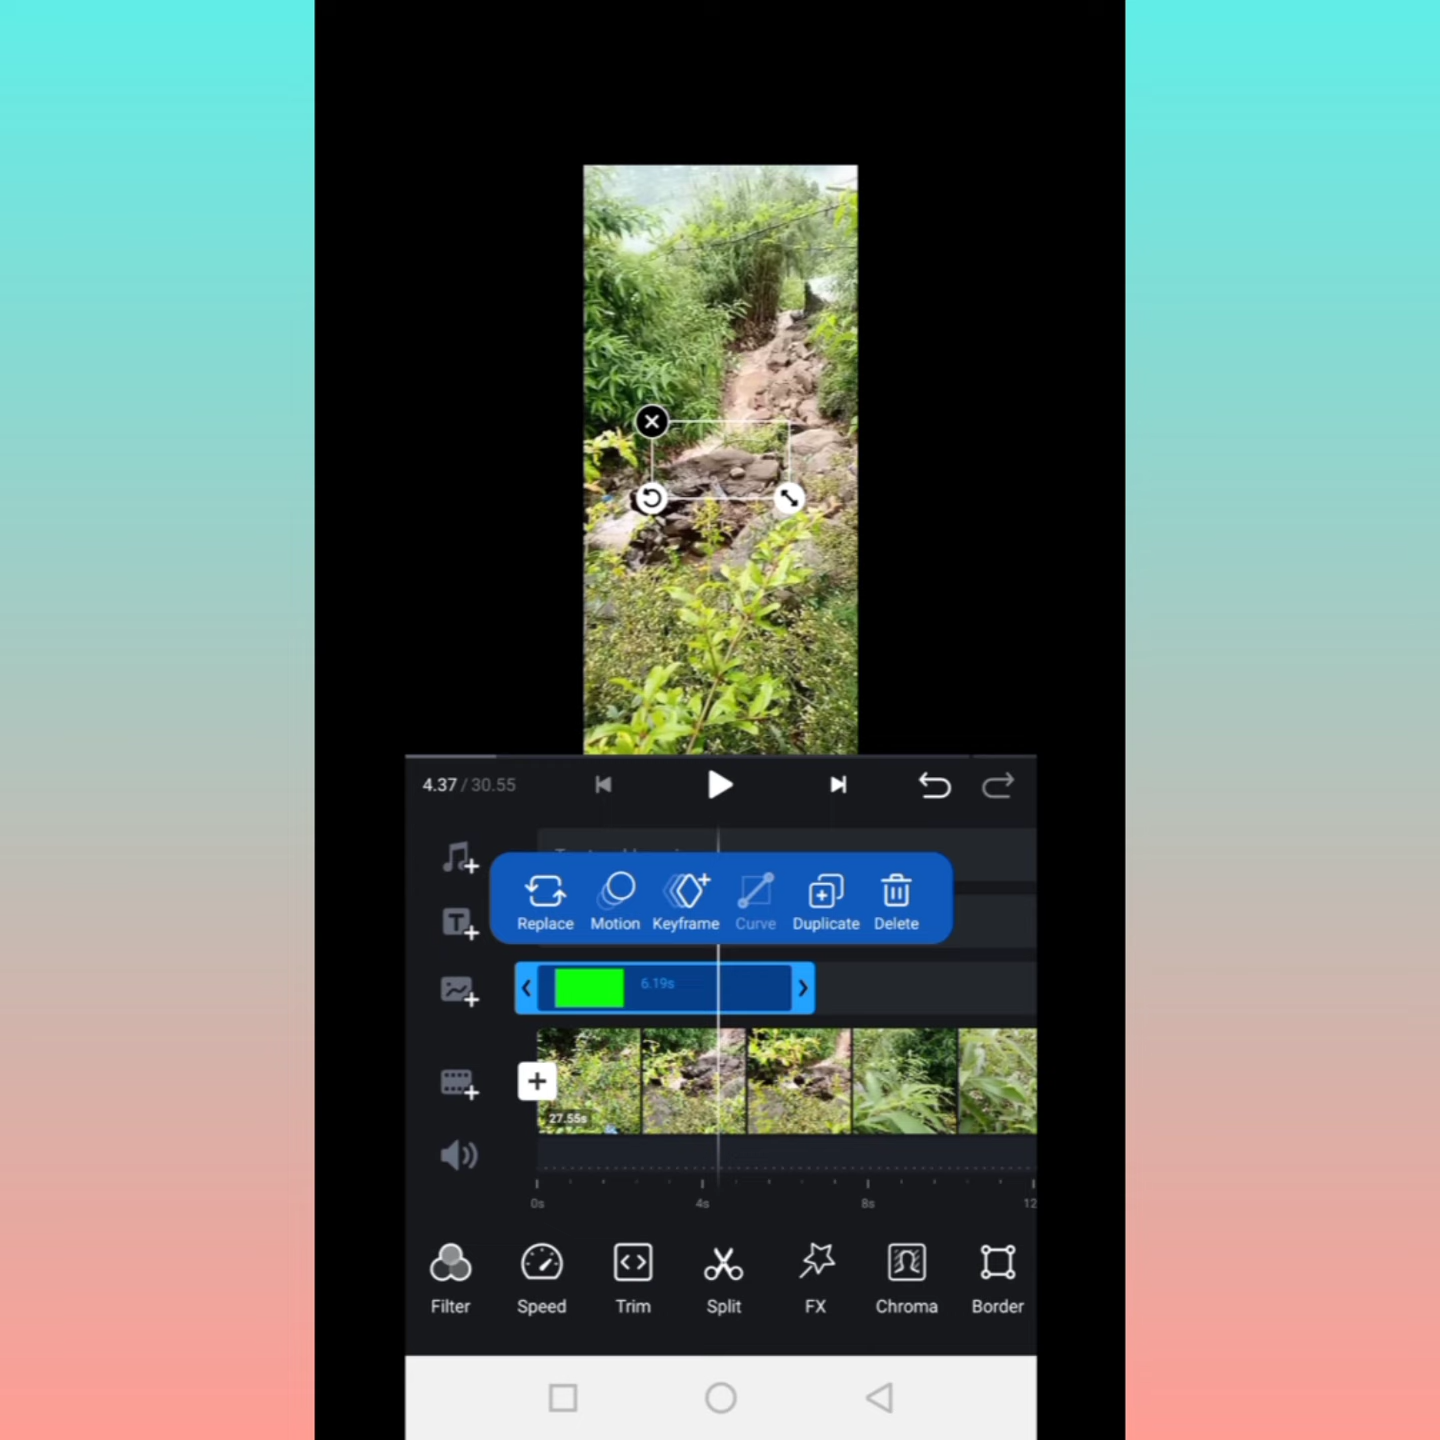 4.37 / 30.55
Replace Motion Keyframe Curve Duplicate Delete
6.19s
27.55s
0s 4s 8s 12
Filter Speed Trim Split FX Chroma Border